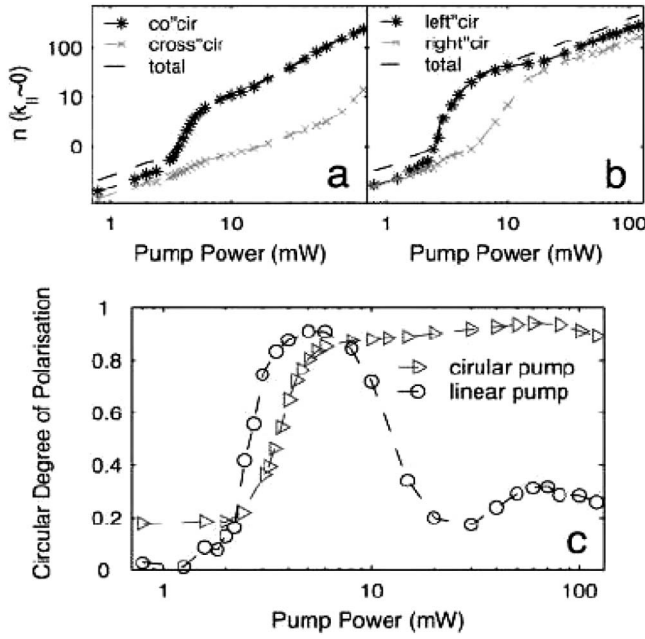 n (k||~0)
100
10
0
co"cir
cross"cir
total
a
1
10
Pump Power (mW)
left"cir
right"cir
total
b
1
10
100
Pump Power (mW)
Circular Degree of Polarisation
1
0.8
0.6
0.4
0.2
0
cirular pump
linear pump
c
1
10
100
Pump Power (mW)